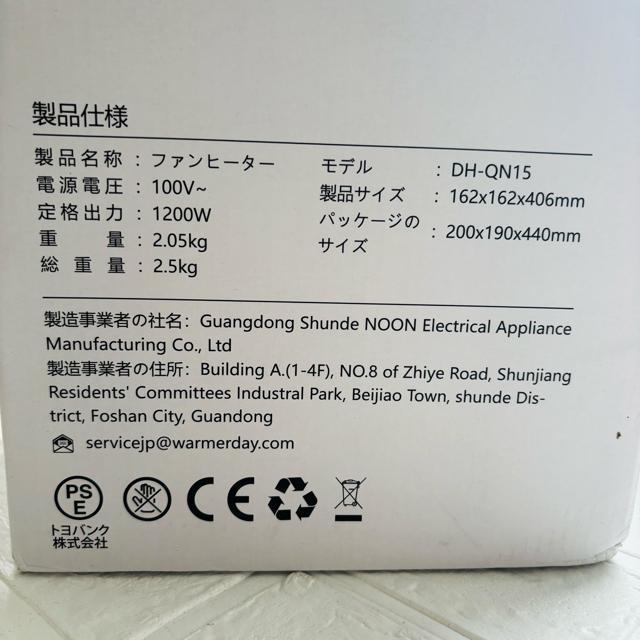 製品仕様
製品名称 : ファンヒーター
電源電圧 : 100V~
定格出力 : 1200W
重 量 : 2.05kg
総 重 量 : 2.5kg
モデル : DH-QN15
製品サイズ : 162x162x406mm
パッケージの
サイズ : 200x190x440mm
製造事業者の社名: Guangdong Shunde NOON Electrical Appliance
Manufacturing Co., Ltd
製造事業者の住所: Building A.(1-4F), NO.8 of Zhiye Road, Shunjiang
Residents' Committees Industral Park, Beijiao Town, shunde Dis-
trict, Foshan City, Guandong
servicejp@warmerday.com
PS
E
CE
トヨバンク
株式会社